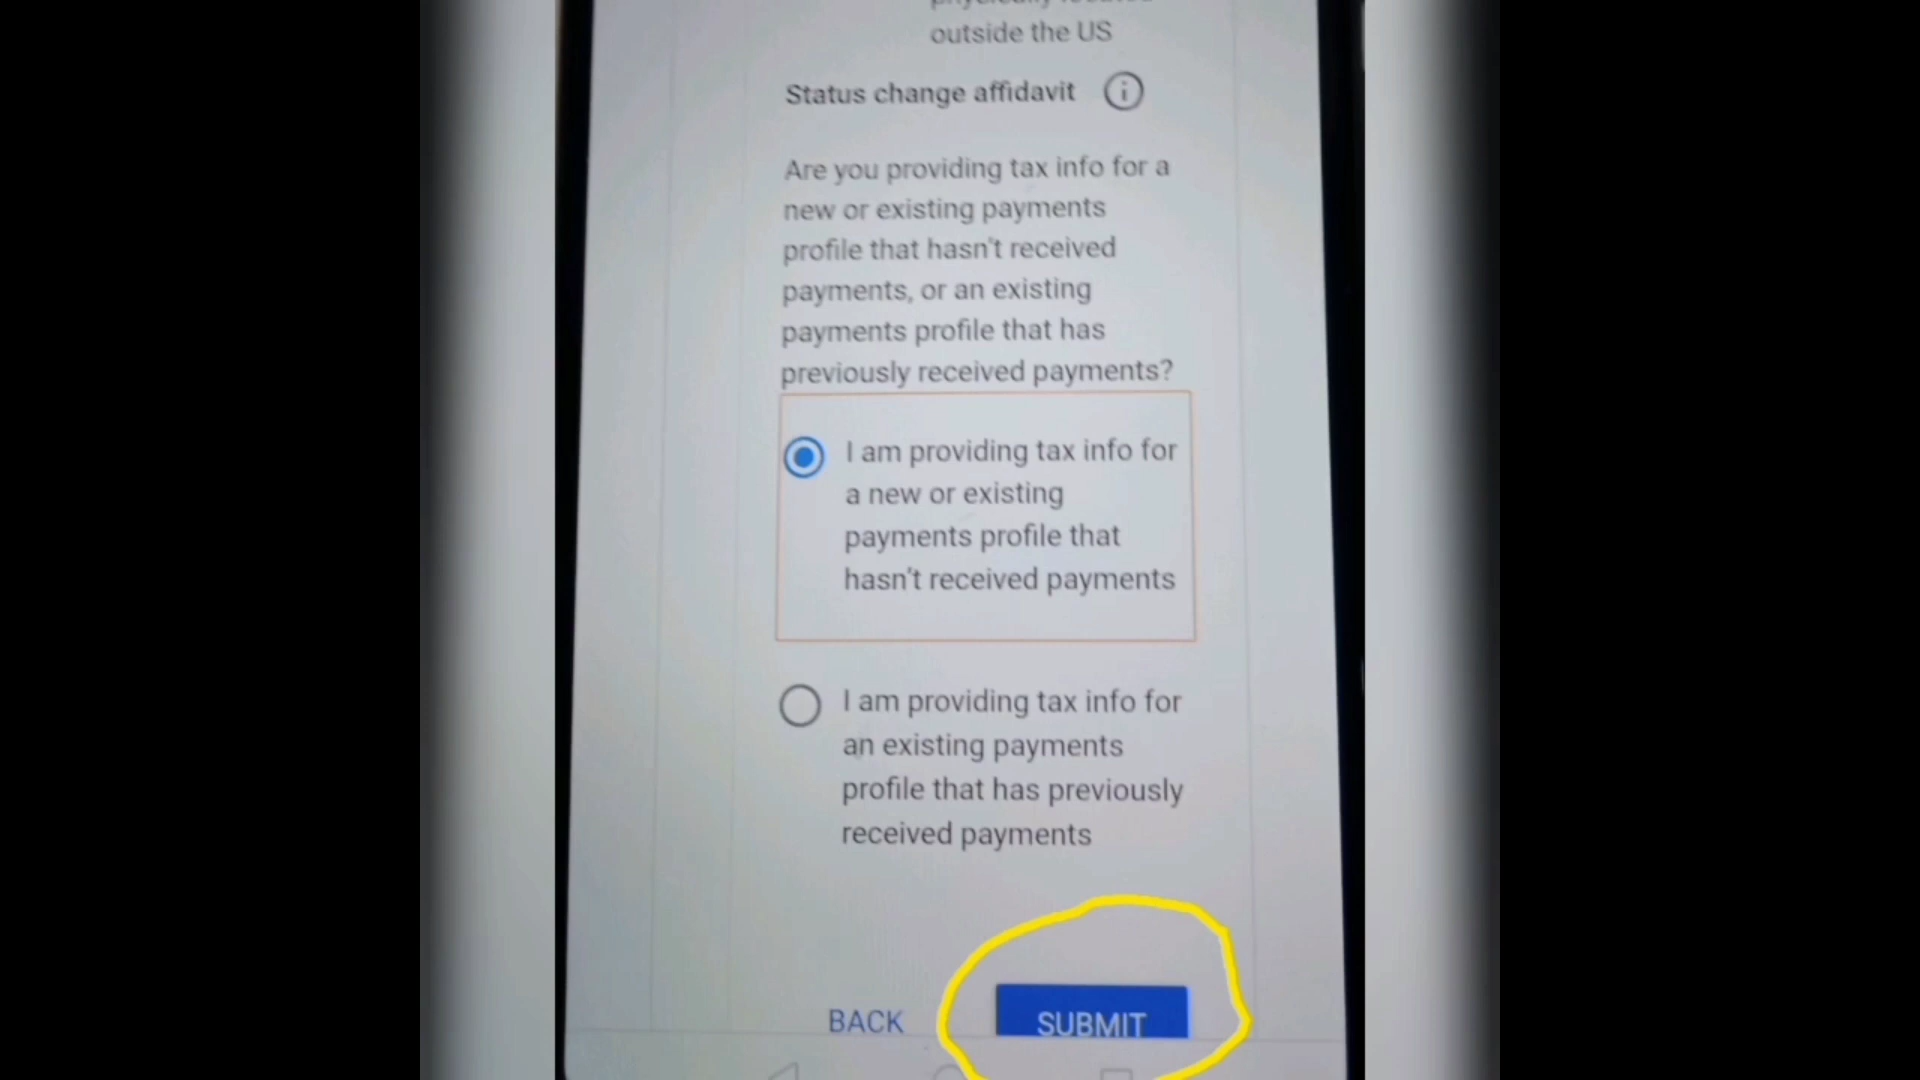 outside the US
Status change affidavit
Are you providing tax info for a
new or existing payments
profile that hasn't received
payments, or an existing
payments profile that has
previously received payments?
I am providing tax info for
a new or existing
payments profile that
hasn't received payments
I am providing tax info for
an existing payments
profile that has previously
received payments
BACK
SUBMIT